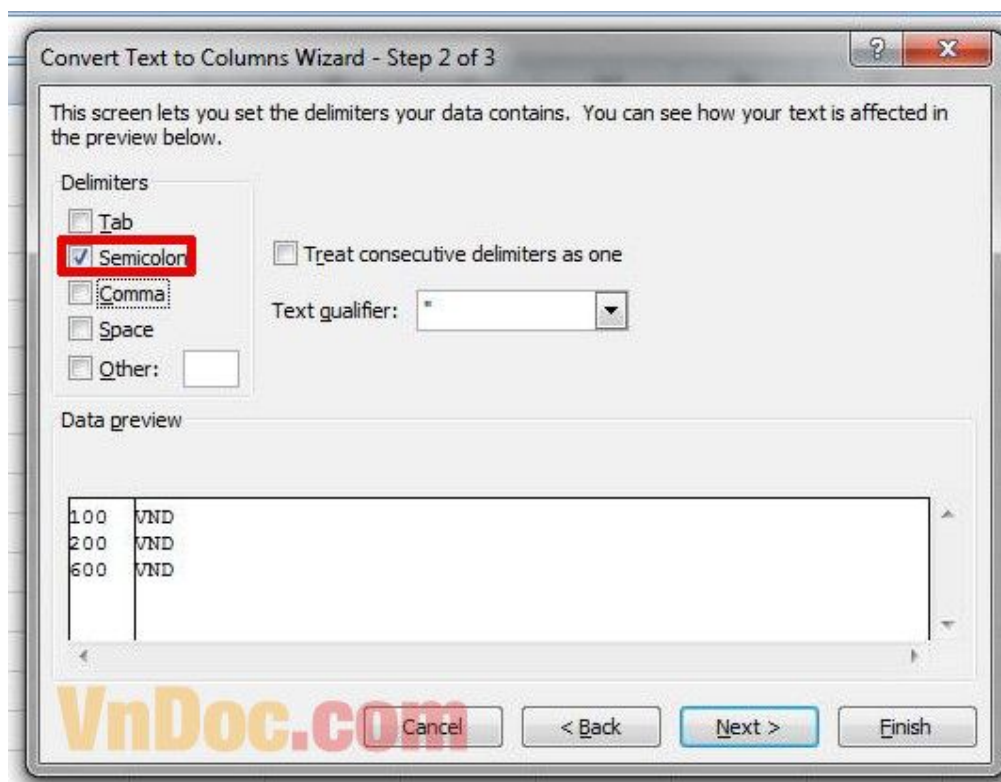 Convert Text to Columns Wizard - Step 2 of 3
This screen lets you set the delimiters your data contains.  You can see how your text is affected in
the preview below.
Delimiters
Tab
Semicolon
Treat consecutive delimiters as one
Comma
Text qualifier: "
Space
Other:
Data preview
100 VND
200 VND
600 VND
VnDoc.com
Cancel < Back Next > Finish